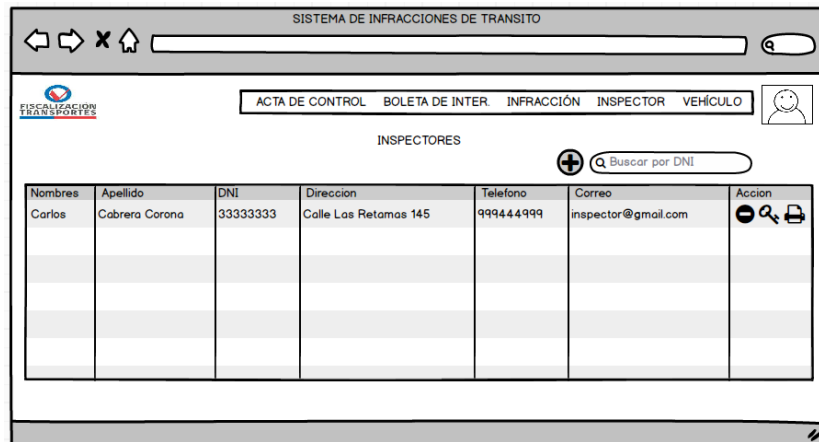 SISTEMA DE INFRACCIONES DE TRANSITO
FISCALIZACIÓN
TRANSPORTES
ACTA DE CONTROL BOLETA DE INTER. INFRACCIÓN INSPECTOR VEHÍCULO
INSPECTORES
Buscar por DNI
Nombres Apellido DNI Direccion Telefono Correo Accion
Carlos Cabrera Corona 33333333 Calle Las Retamas 145 999444999 inspector@gmail.com